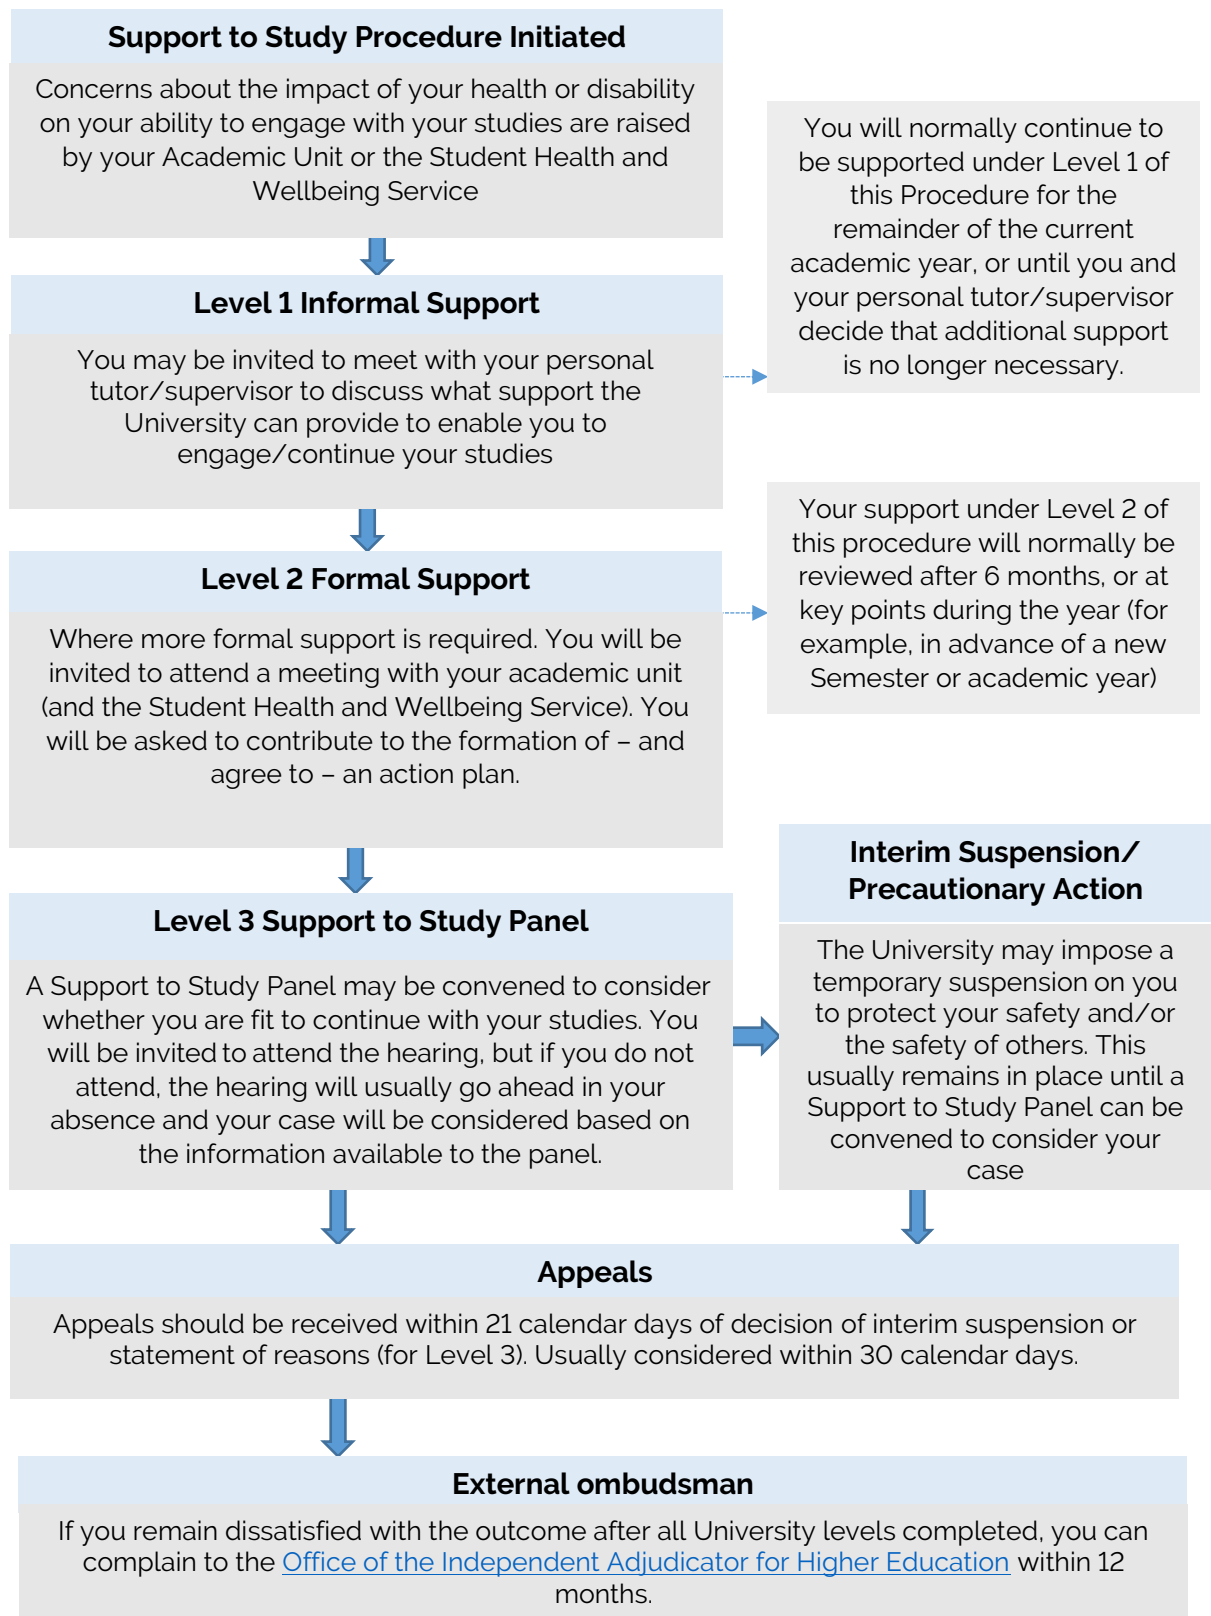 Support to Study Procedure Initiated
Concerns about the impact of your health or disability
on your ability to engage with your studies are raised
by your Academic Unit or the Student Health and
Wellbeing Service
You will normally continue to
be supported under Level 1 of
this Procedure for the
remainder of the current
academic year, or until you and
your personal tutor/supervisor
decide that additional support
is no longer necessary.
Level 1 Informal Support
You may be invited to meet with your personal
tutor/supervisor to discuss what support the
University can provide to enable you to
engage/continue your studies
Your support under Level 2 of
this procedure will normally be
reviewed after 6 months, or at
key points during the year (for
example, in advance of a new
Semester or academic year)
Level 2 Formal Support
Where more formal support is required. You will be
invited to attend a meeting with your academic unit
(and the Student Health and Wellbeing Service). You
will be asked to contribute to the formation of – and
agree to – an action plan.
Level 3 Support to Study Panel
A Support to Study Panel may be convened to consider
whether you are fit to continue with your studies. You
will be invited to attend the hearing, but if you do not
attend, the hearing will usually go ahead in your
absence and your case will be considered based on
the information available to the panel.
Interim Suspension/
Precautionary Action
The University may impose a
temporary suspension on you
to protect your safety and/or
the safety of others. This
usually remains in place until a
Support to Study Panel can be
convened to consider your
case
Appeals
Appeals should be received within 21 calendar days of decision of interim suspension or
statement of reasons (for Level 3). Usually considered within 30 calendar days.
External ombudsman
If you remain dissatisfied with the outcome after all University levels completed, you can
complain to the Office of the Independent Adjudicator for Higher Education within 12
months.